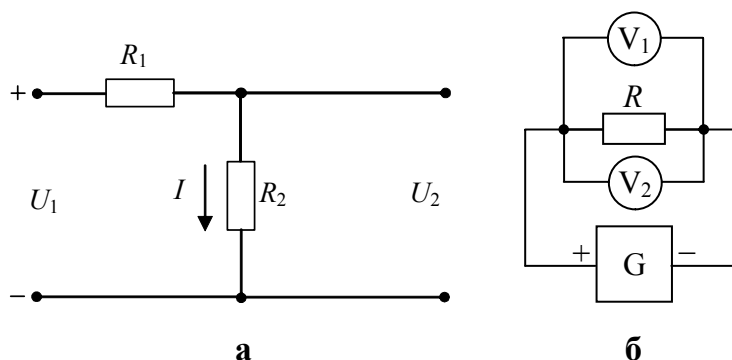 R1
+
U1
I
R2
U2
−
а
V1
R
V2
+
G
−
б